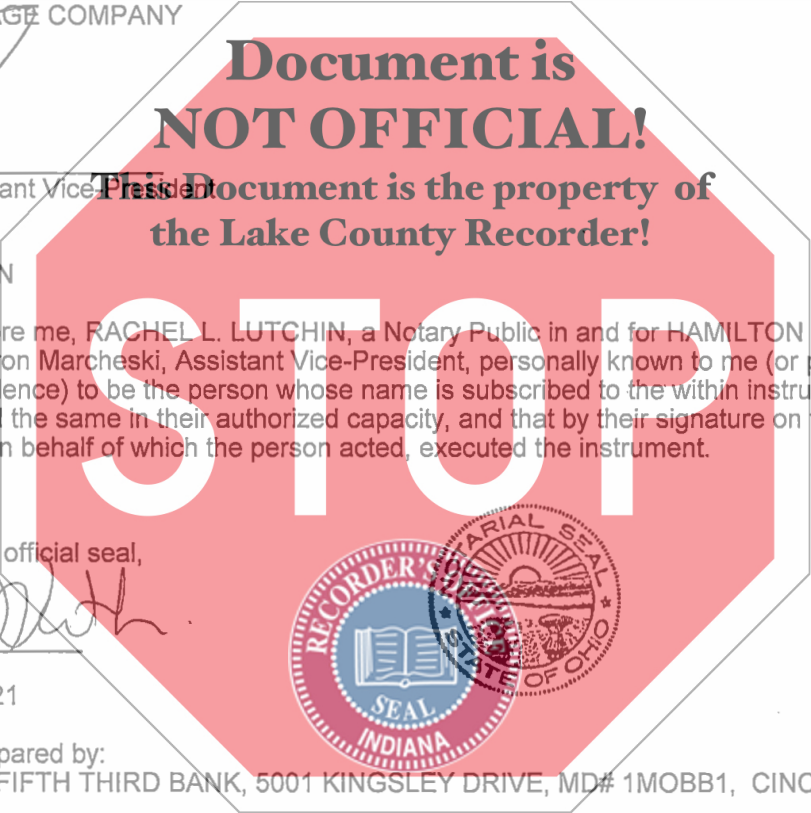 AGE COMPANY
Document is
NOT OFFICIAL!
ant Vice-President
This Document is the property of
the Lake County Recorder!
N
STOP
re me, RACHEL L. LUTCHIN, a Notary Public in and for HAMILTON
on Marcheski, Assistant Vice-President, personally known to me (or p
ence) to be the person whose name is subscribed to the within instru
the same in their authorized capacity, and that by their signature on
n behalf of which the person acted, executed the instrument.
official seal,
RECORDER'S OFFICE
SEAL
INDIANA
NOTARIAL SEAL
STATE OF OHIO
21
pared by:
FIFTH THIRD BANK, 5001 KINGSLEY DRIVE, MD# 1MOBB1, CINC